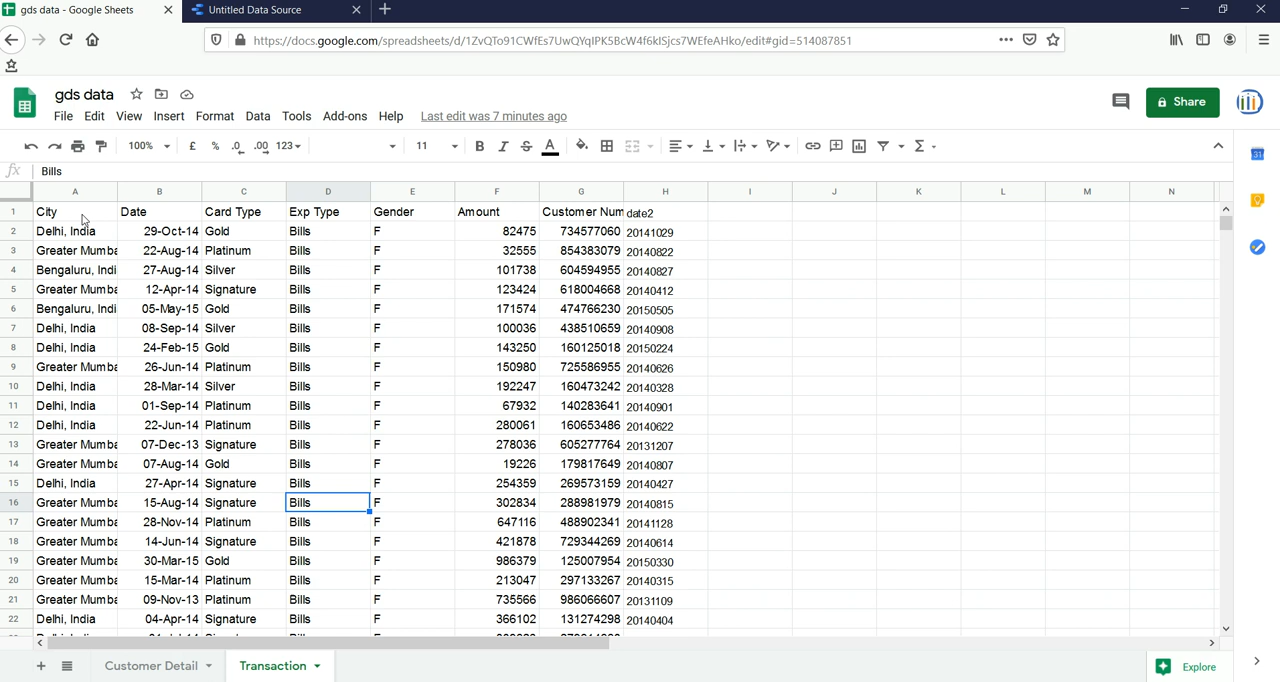 gds data - Google Sheets
Untitled Data Source
https://docs.google.com/spreadsheets/d/1ZvQTo91CWfEs7UwQYqIPK5BcW4f6kISjcs7WEfeAHko/edit#gid=514087851
gds data
File Edit View Insert Format Data Tools Add-ons Help Last edit was 7 minutes ago
Share
100% £ % .0 .00 123 11 B I S A
fx Bills
A B C D E F G H I J K L M N
1 City Date Card Type Exp Type Gender Amount Customer Num date2
2 Delhi, India 29-Oct-14 Gold Bills F 82475 734577060 20141029
3 Greater Mumba 22-Aug-14 Platinum Bills F 32555 854383079 20140822
4 Bengaluru, Indi 27-Aug-14 Silver Bills F 101738 604594955 20140827
5 Greater Mumba 12-Apr-14 Signature Bills F 123424 618004668 20140412
6 Bengaluru, Indi 05-May-15 Gold Bills F 171574 474766230 20150505
7 Delhi, India 08-Sep-14 Silver Bills F 100036 438510659 20140908
8 Delhi, India 24-Feb-15 Gold Bills F 143250 160125018 20150224
9 Greater Mumba 26-Jun-14 Platinum Bills F 150980 725586955 20140626
10 Delhi, India 28-Mar-14 Silver Bills F 192247 160473242 20140328
11 Delhi, India 01-Sep-14 Platinum Bills F 67932 140283641 20140901
12 Delhi, India 22-Jun-14 Platinum Bills F 280061 160653486 20140622
13 Greater Mumba 07-Dec-13 Signature Bills F 278036 605277764 20131207
14 Greater Mumba 07-Aug-14 Gold Bills F 19226 179817649 20140807
15 Delhi, India 27-Apr-14 Signature Bills F 254359 269573159 20140427
16 Greater Mumba 15-Aug-14 Signature Bills F 302834 288981979 20140815
17 Greater Mumba 28-Nov-14 Platinum Bills F 647116 488902341 20141128
18 Greater Mumba 14-Jun-14 Signature Bills F 421878 729344269 20140614
19 Greater Mumba 30-Mar-15 Gold Bills F 986379 125007954 20150330
20 Greater Mumba 15-Mar-14 Platinum Bills F 213047 297133267 20140315
21 Greater Mumba 09-Nov-13 Platinum Bills F 735566 986066607 20131109
22 Delhi, India 04-Apr-14 Signature Bills F 366102 131274298 20140404
Customer Detail Transaction Explore